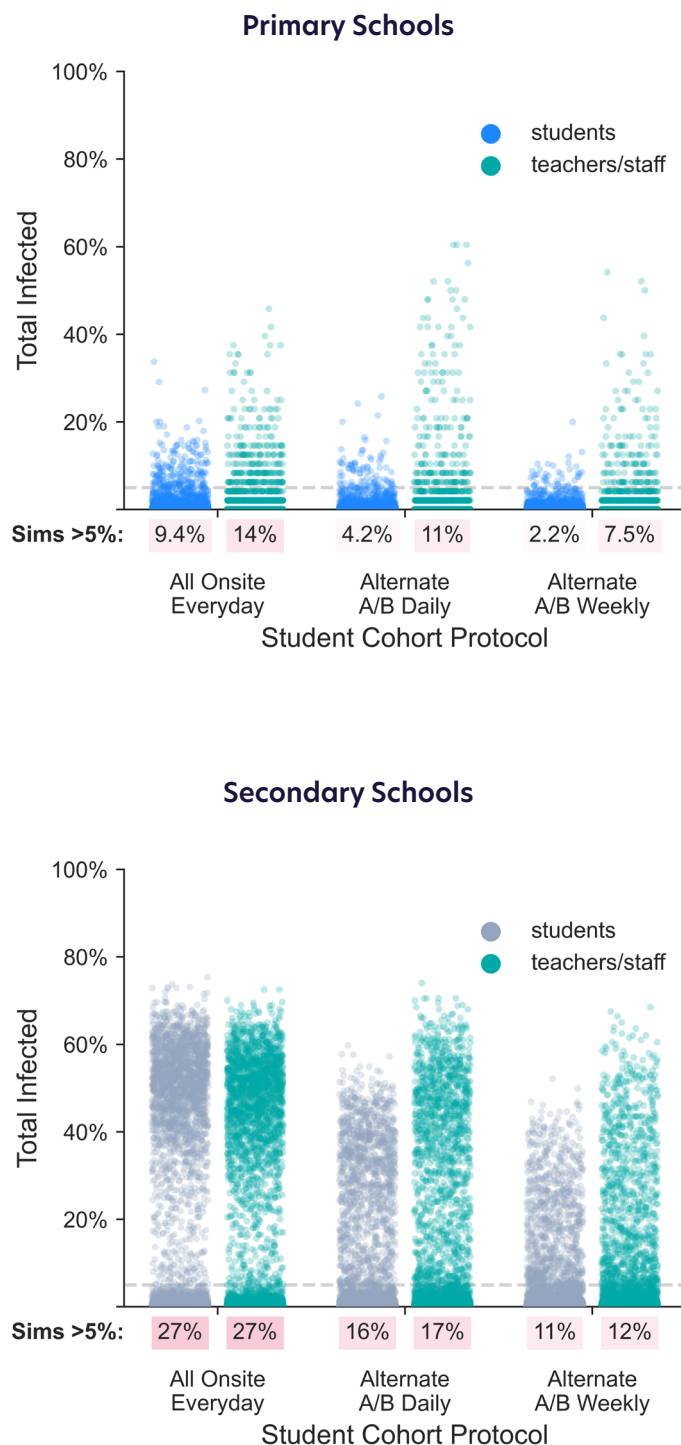 Primary Schools
100%
students
80%
teachers/staff
60%
Total Infected
40%
20%
Sims >5%: 9.4% 14% 4.2% 11% 2.2% 7.5%
All Onsite Alternate Alternate
Everyday A/B Daily A/B Weekly
Student Cohort Protocol
Secondary Schools
100%
students
80%
teachers/staff
60%
Total Infected
40%
20%
Sims >5%: 27% 27% 16% 17% 11% 12%
All Onsite Alternate Alternate
Everyday A/B Daily A/B Weekly
Student Cohort Protocol